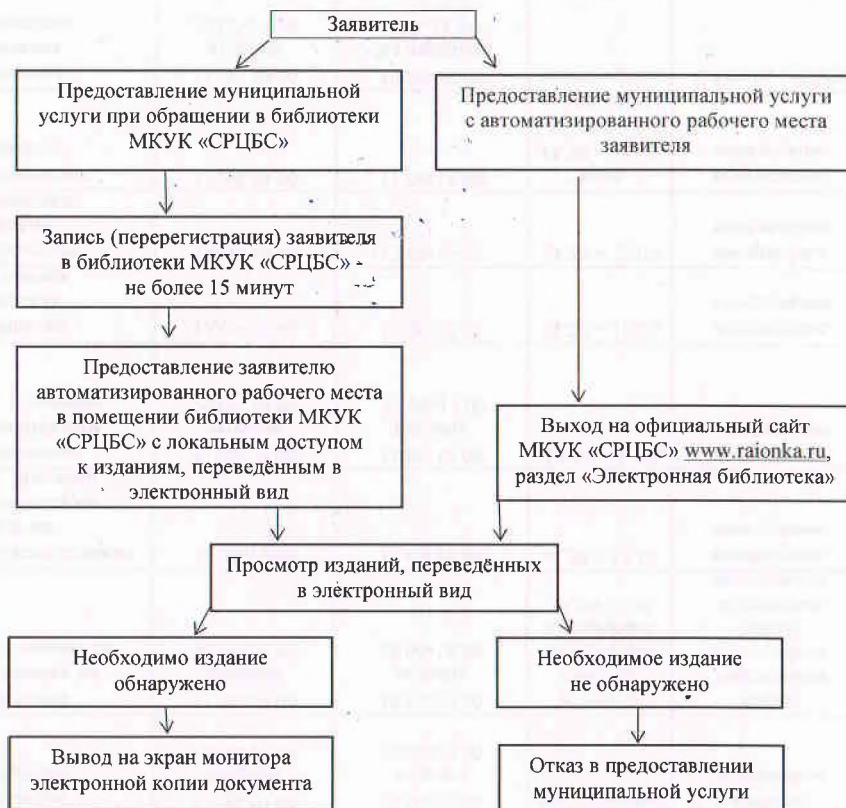 Заявитель
Предоставление муниципальной
услуги при обращении в библиотеки
МКУК «СРЦБС»
Предоставление муниципальной услуги
с автоматизированного рабочего места
заявителя
Запись (перерегистрация) заявителя
в библиотеки МКУК «СРЦБС» -
не более 15 минут
Предоставление заявителю
автоматизированного рабочего места
в помещении библиотеки МКУК
«СРЦБС» с локальным доступом
к изданиям, переведённым в
электронный вид
Выход на официальный сайт
МКУК «СРЦБС» www.raionka.ru,
раздел «Электронная библиотека»
Просмотр изданий, переведённых
в электронный вид
Необходимо издание
обнаружено
Необходимое издание
не обнаружено
Вывод на экран монитора
электронной копии документа
Отказ в предоставлении
муниципальной услуги